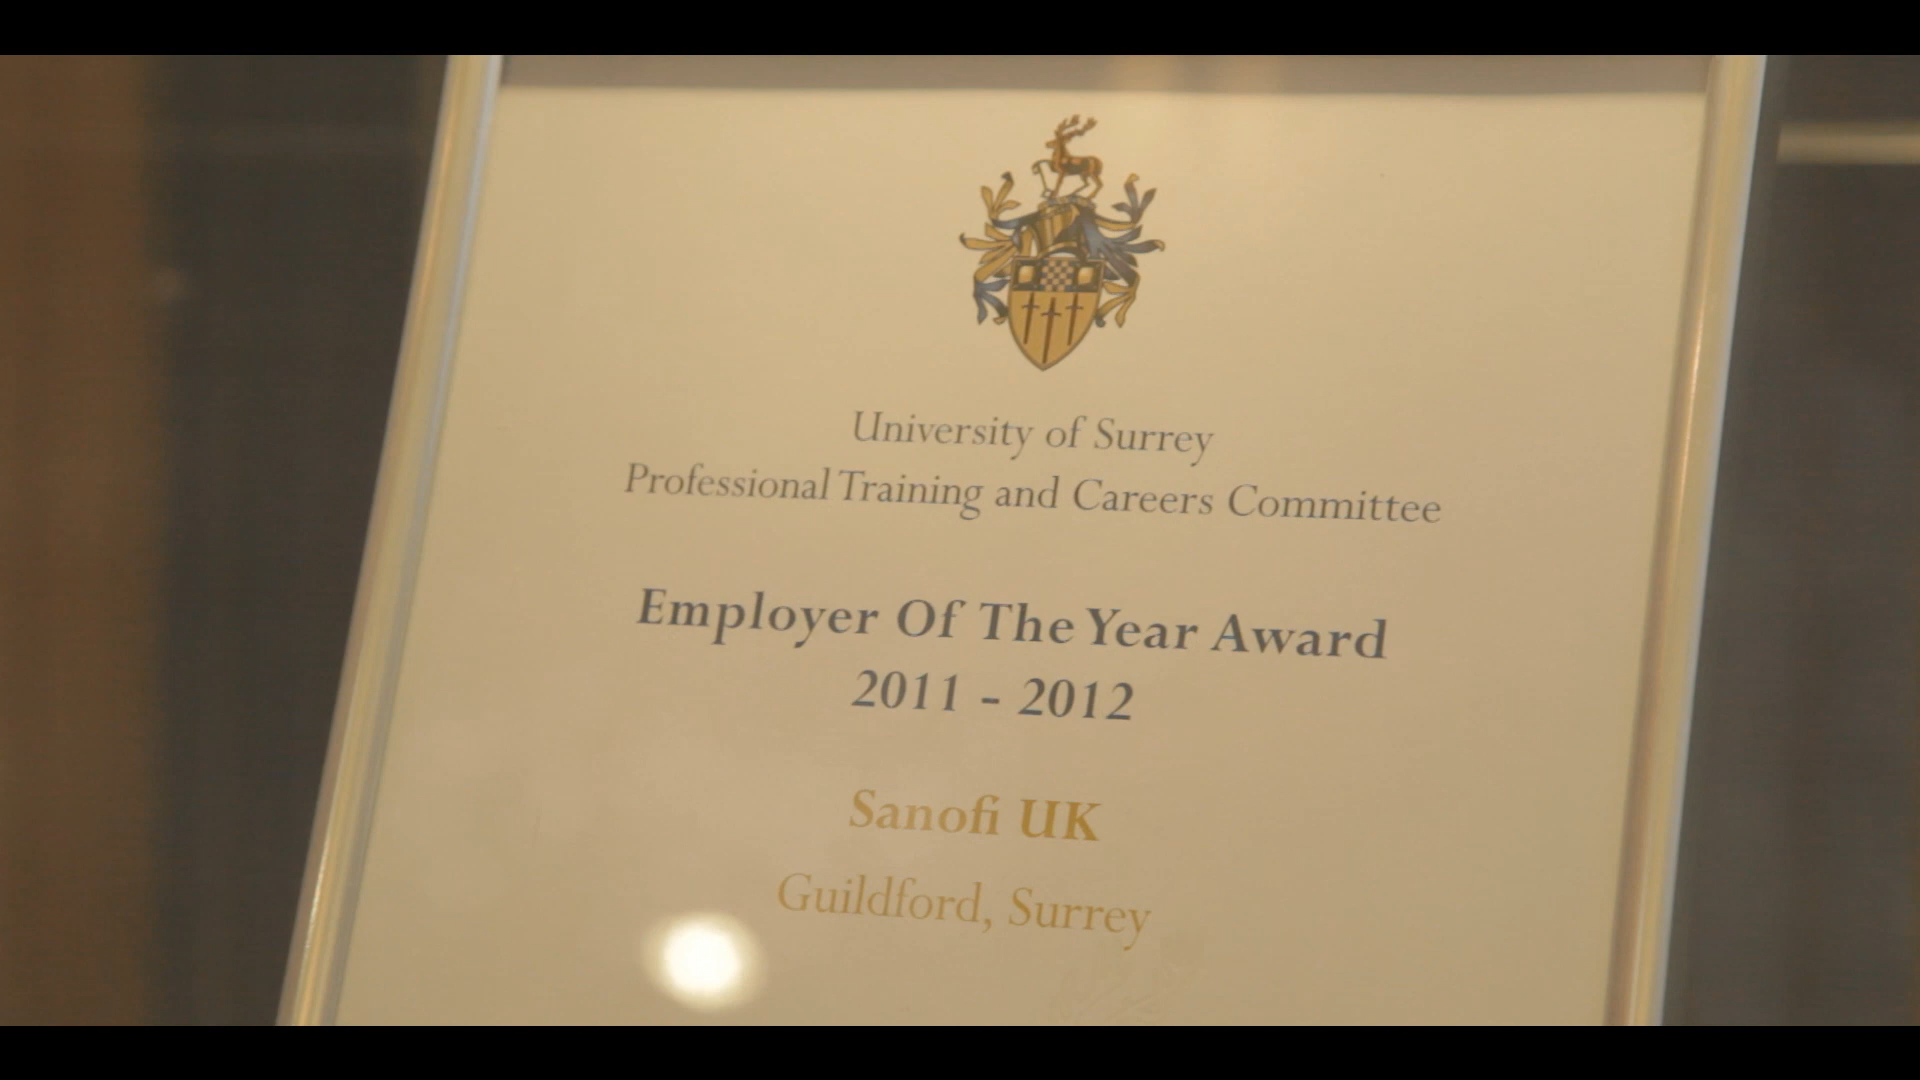 University of Surrey
Professional Training and Careers Committee
Employer Of The Year Award
2011 - 2012
Sanofi UK
Guildford, Surrey